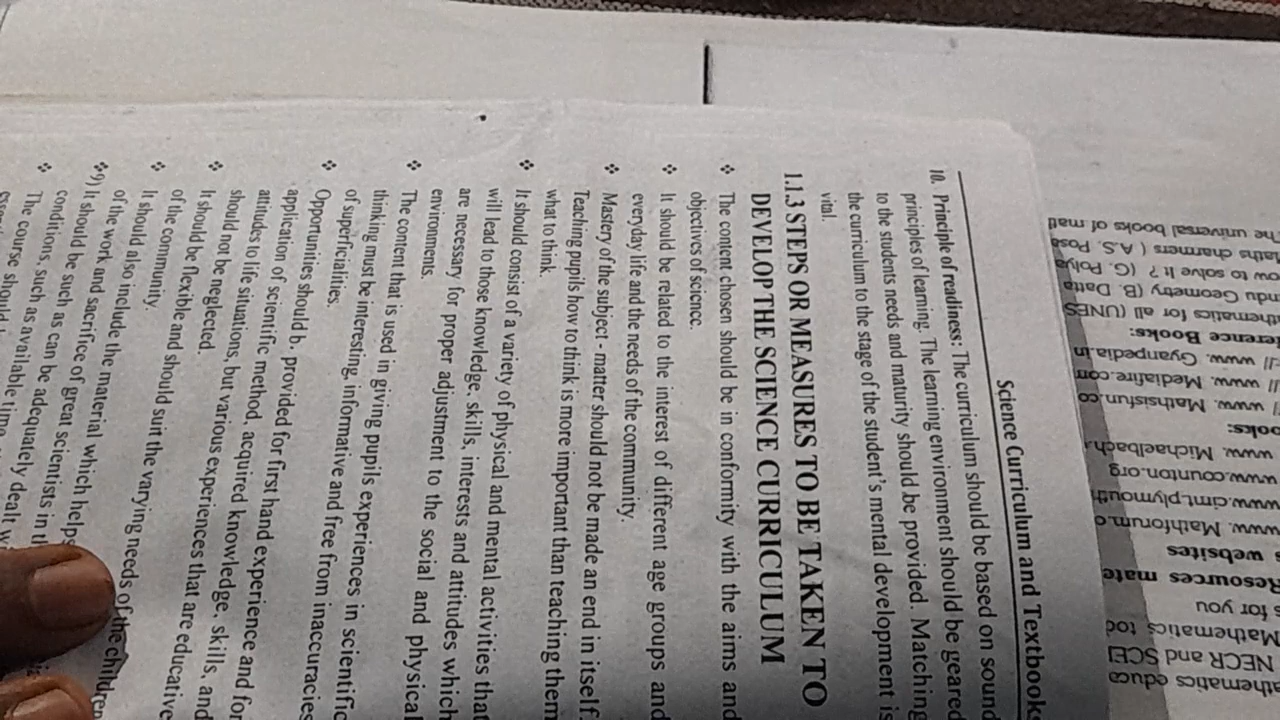 Science Curriculum and Textbooks
10. Principle of readiness: The curriculum should be based on sound
principles of learning. The learning environment should be geared
to the students needs and maturity should be provided. Matching
the curriculum to the stage of the student's mental development is
vital.
1.1.3 STEPS OR MEASURES TO BE TAKEN TO
DEVELOP THE SCIENCE CURRICULUM
❖ The content chosen should be in conformity with the aims and
objectives of science.
❖ It should be related to the interest of different age groups and
everyday life and the needs of the community.
❖ Mastery of the subject - matter should not be made an end in itself.
Teaching pupils how to think is more important than teaching them
what to think.
❖ It should consist of a variety of physical and mental activities that
will lead to those knowledge, skills, interests and attitudes which
are necessary for proper adjustment to the social and physical
environments.
❖ The content that is used in giving pupils experiences in scientific
thinking must be interesting, informative and free from inaccuracies
of superficialities.
❖ Opportunities should b. provided for first hand experience and for
application of scientific method, acquired knowledge, skills, and
attitudes to life situations, but various experiences that are educative
should not be neglected.
❖ It should be flexible and should suit the varying needs of the children
of the community.
❖ It should also include the material which helps
of the work and sacrifice of great scientists in
❖9) It should be such as can be adequately dealt
conditions, such as available time,
❖ The course should
The universal books of
Maths charmers ( A.S.
ow to solve It ? (G. Polya
ndu Geometry (B. Datta
thematics for all (UNES
ference Books:
// www. Gyanpedia.in
// www. Mediafire.com
www. Mathsisfun.co
ooks:
www. Michaelbach
www.counton.org
www.cimt.plymouth
www. Mathforum.o
websites
Resources mate
s for you
Mathematics
NECR and SCE
athematics educa